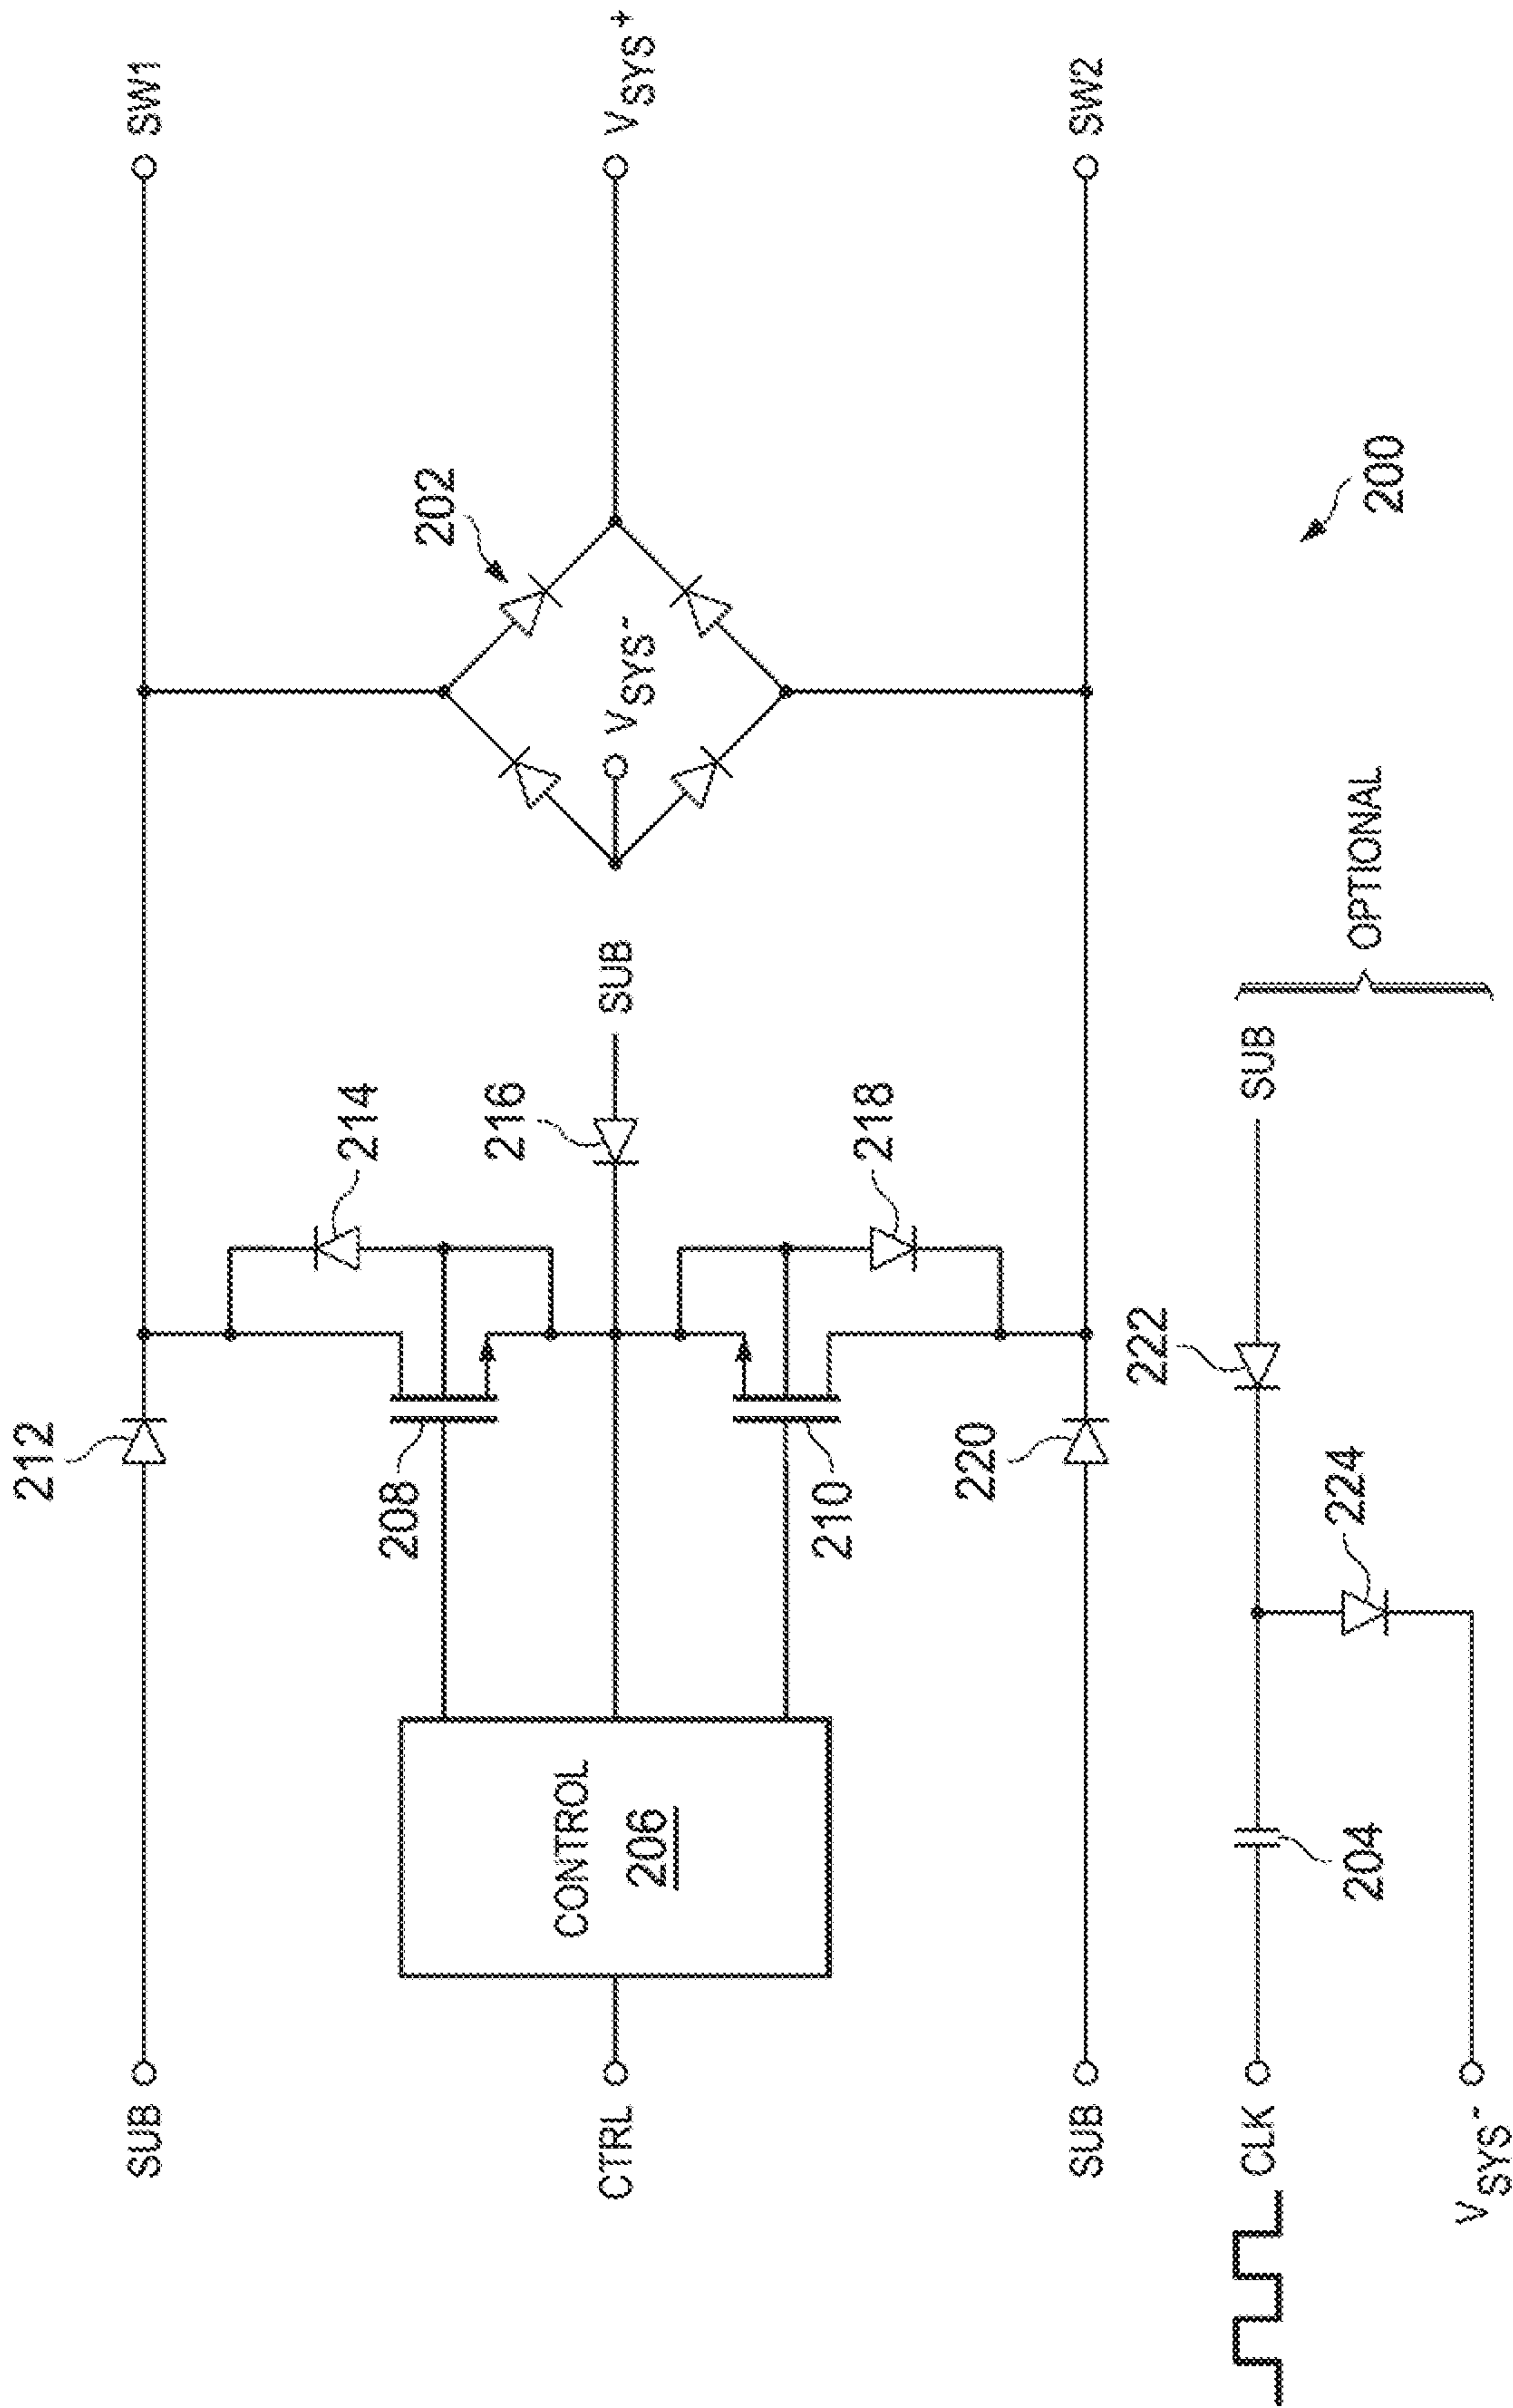 SUB
212
SW1
214
208
202
CONTROL
206
CTRL
216
SUB
V_SYS^-
V_SYS^+
210
218
220
SUB
SW2
CLK
204
222
SUB
224
V_SYS^-
OPTIONAL
200